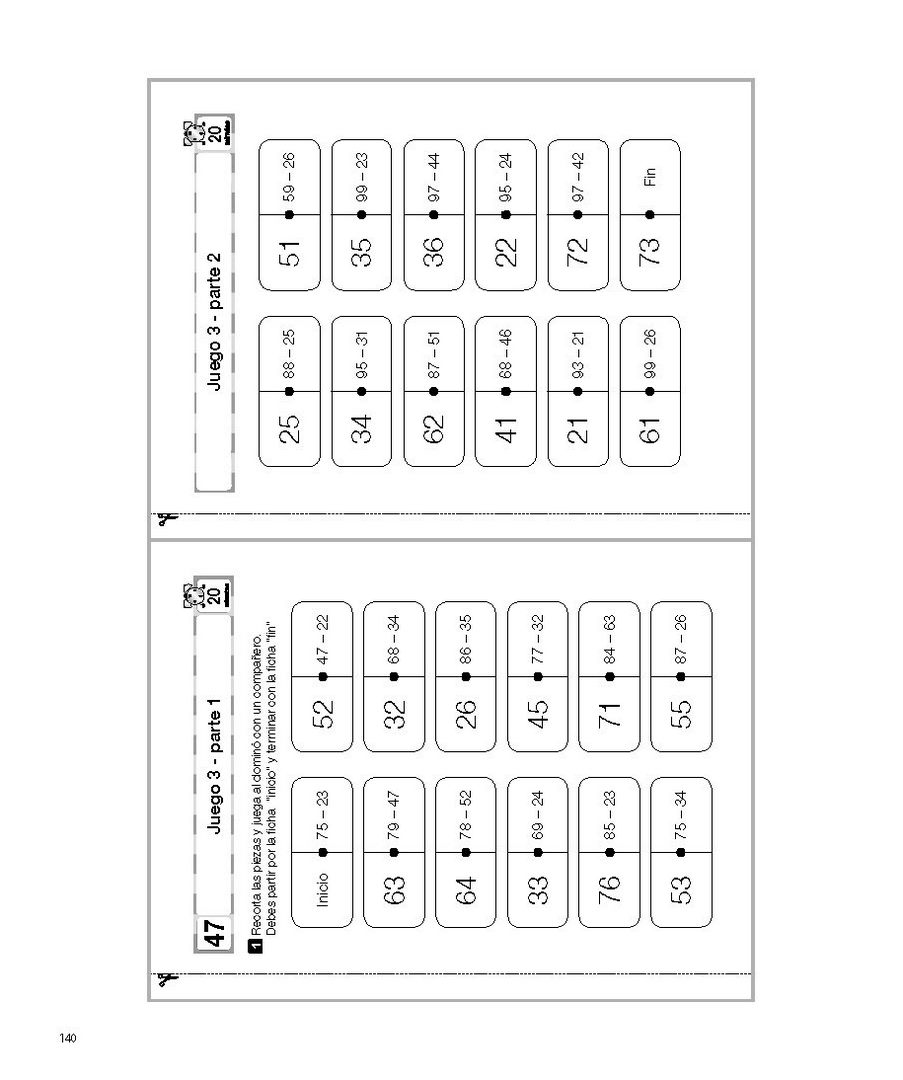 47
Juego 3 - parte 1
20
minutos
1 Recorta las piezas y juega al dominó con un compañero.
Debes partir por la ficha "inicio" y terminar con la ficha "fin"
Inicio 75 – 23
52 47 – 22
63 79 – 47
32 68 – 34
64 78 – 52
26 86 – 35
33 69 – 24
45 77 – 32
76 85 – 23
71 84 – 63
53 75 – 34
55 87 – 26
Juego 3 - parte 2
20
minutos
25 88 – 25
51 59 – 26
34 95 – 31
35 99 – 23
62 87 – 51
36 97 – 44
41 68 – 46
22 95 – 24
21 93 – 21
72 97 – 42
61 99 – 26
73 Fin
140